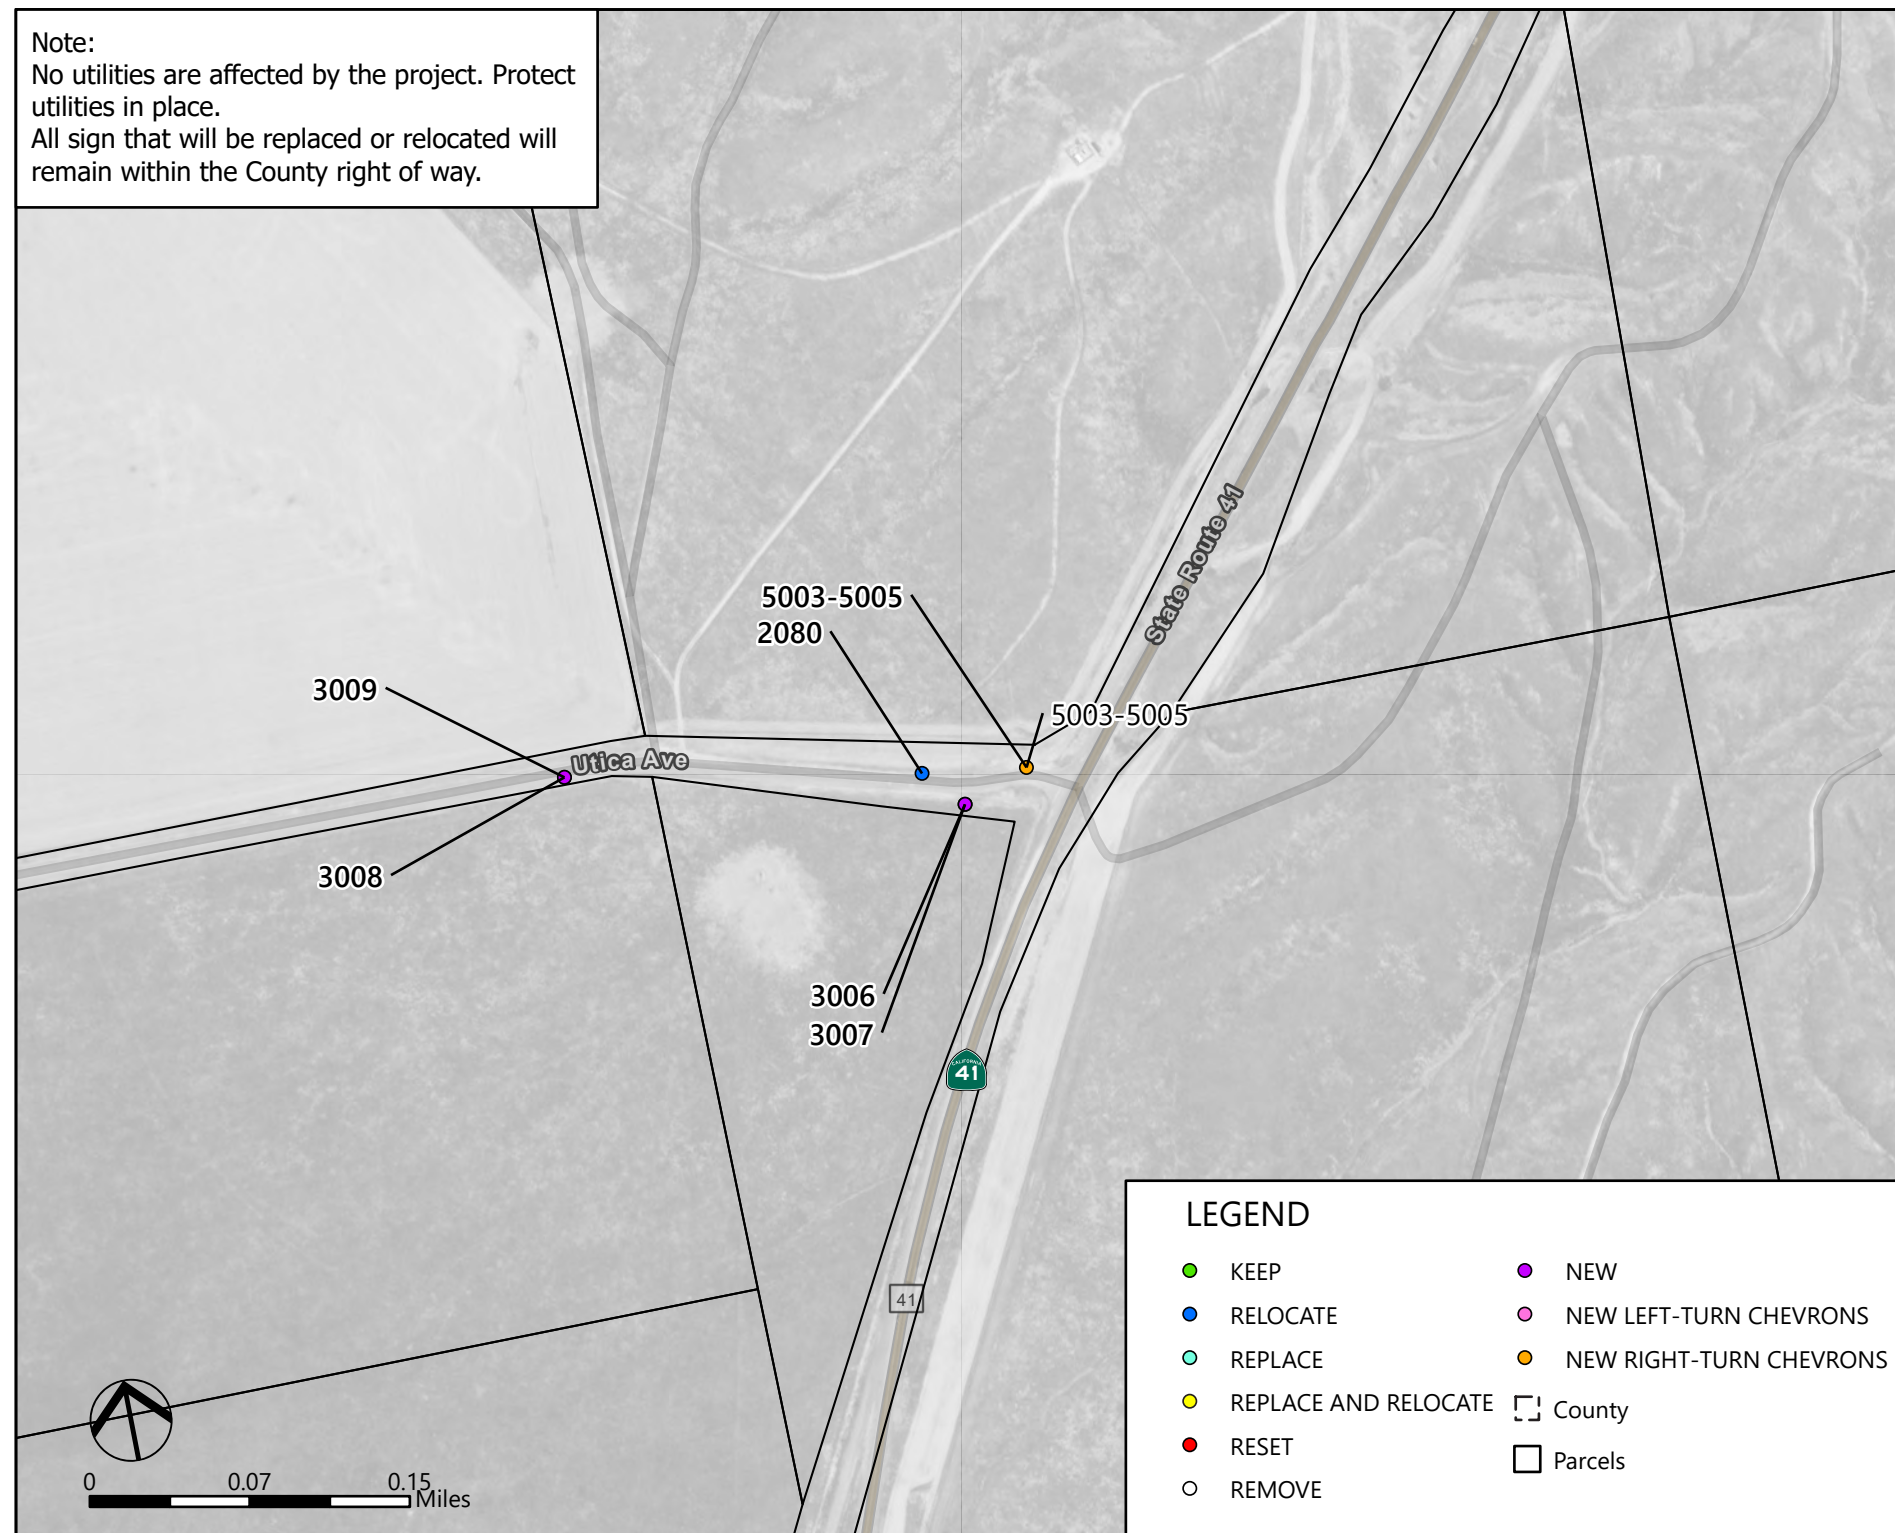 Note:
No utilities are affected by the project. Protect
utilities in place.
All sign that will be replaced or relocated will
remain within the County right of way.
State Route 41
5003-5005
2080
3009
5003-5005
Utica Ave
3008
3006
3007
CALIFORNIA
41
41
LEGEND
KEEP
RELOCATE
REPLACE
REPLACE AND RELOCATE
RESET
REMOVE
NEW
NEW LEFT-TURN CHEVRONS
NEW RIGHT-TURN CHEVRONS
County
Parcels
0 0.07 0.15
Miles